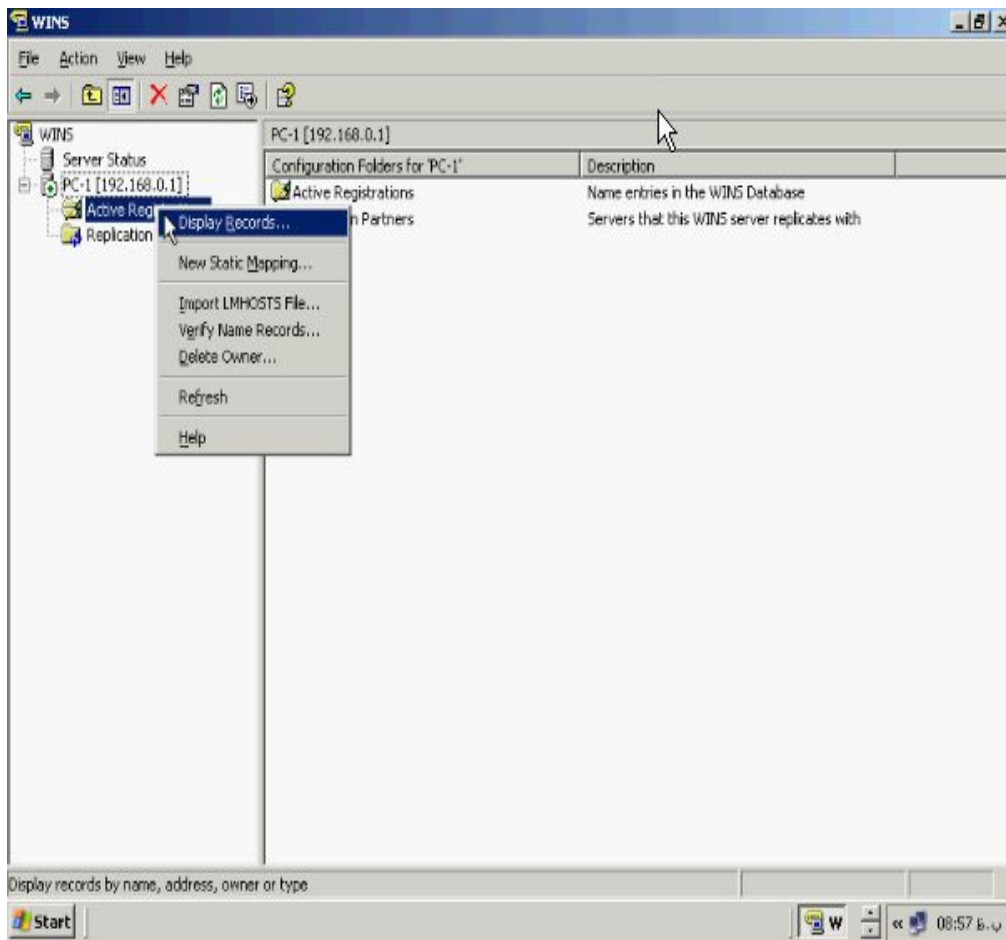 WINS
File Action View Help
WINS
Server Status
PC-1 [192.168.0.1]
Active Reg
Replication
Display Records...
New Static Mapping...
Import LMHOSTS File...
Verify Name Records...
Delete Owner...
Refresh
Help
PC-1 [192.168.0.1]
Configuration Folders for 'PC-1' Description
Active Registrations Name entries in the WINS Database
n Partners Servers that this WINS server replicates with
Display records by name, address, owner or type
Start W « 08:57